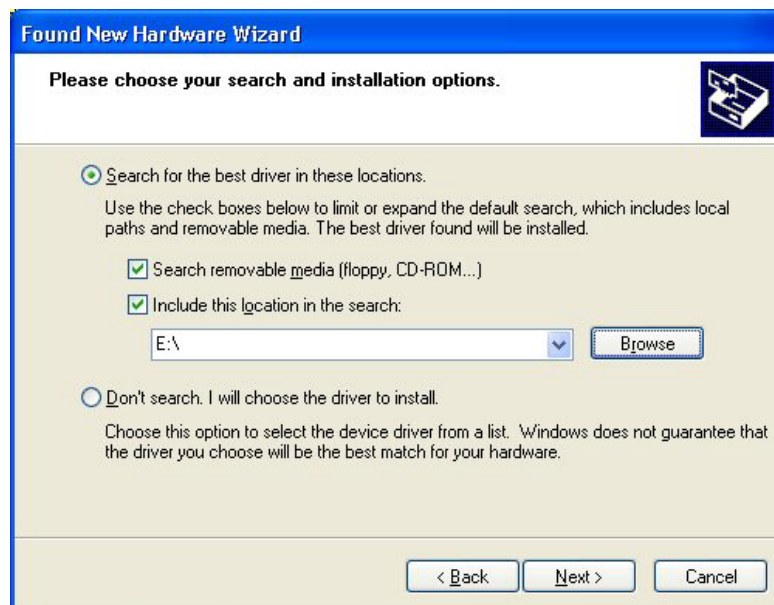 Found New Hardware Wizard
Please choose your search and installation options.
Search for the best driver in these locations.
Use the check boxes below to limit or expand the default search, which includes local
paths and removable media. The best driver found will be installed.
Search removable media (floppy, CD-ROM...)
Include this location in the search:
E:\
Browse
Don't search. I will choose the driver to install.
Choose this option to select the device driver from a list. Windows does not guarantee that
the driver you choose will be the best match for your hardware.
< Back
Next >
Cancel